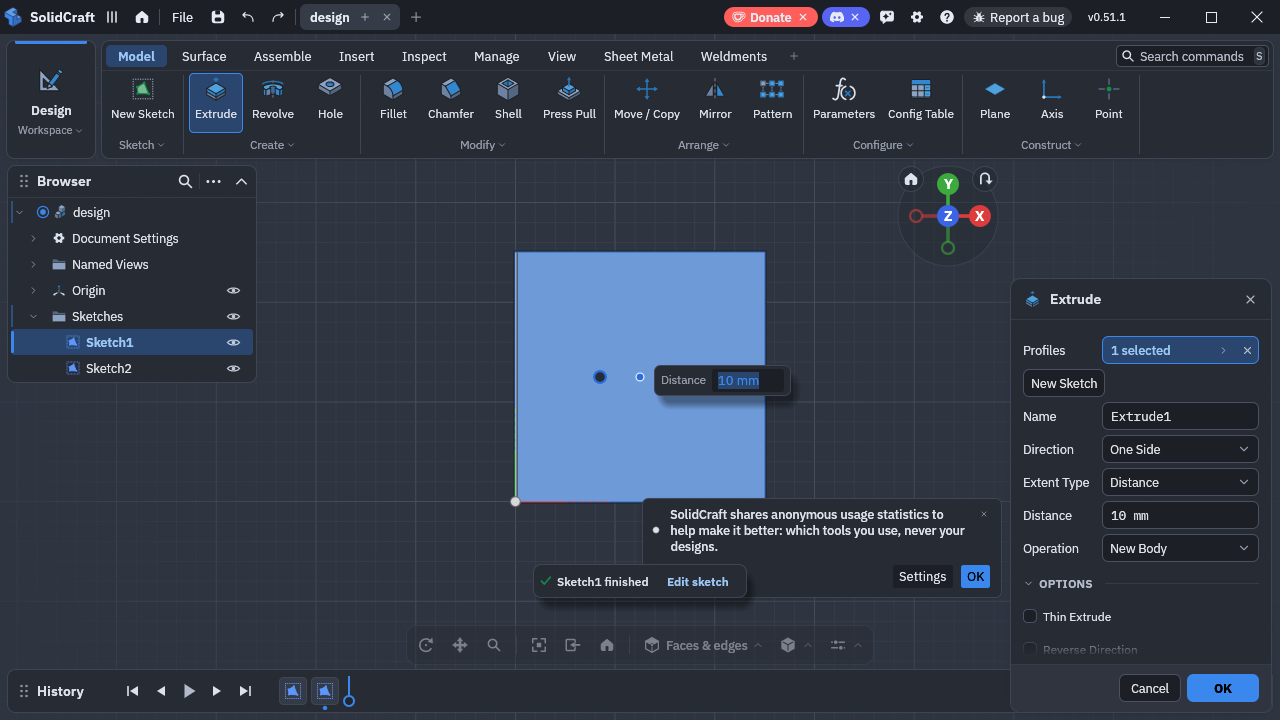 SolidCraft
File
design
Donate
Report a bug
v0.51.1
Design
Workspace
Model
Surface
Assemble
Insert
Inspect
Manage
View
Sheet Metal
Weldments
Search commands
S
New Sketch
Extrude
Revolve
Hole
Fillet
Chamfer
Shell
Press Pull
Move / Copy
Mirror
Pattern
Parameters
Config Table
Plane
Axis
Point
Sketch
Create
Modify
Arrange
Configure
Construct
Browser
design
Document Settings
Named Views
Origin
Sketches
Sketch1
Sketch2
Y
Z
X
Distance
10 mm
Extrude
Profiles
1 selected
New Sketch
Name
Extrude1
Direction
One Side
Extent Type
Distance
Distance
10 mm
Operation
New Body
OPTIONS
Thin Extrude
Reverse Direction
Cancel
OK
SolidCraft shares anonymous usage statistics to
help make it better: which tools you use, never your
designs.
Settings
OK
Sketch1 finished
Edit sketch
Faces & edges
History